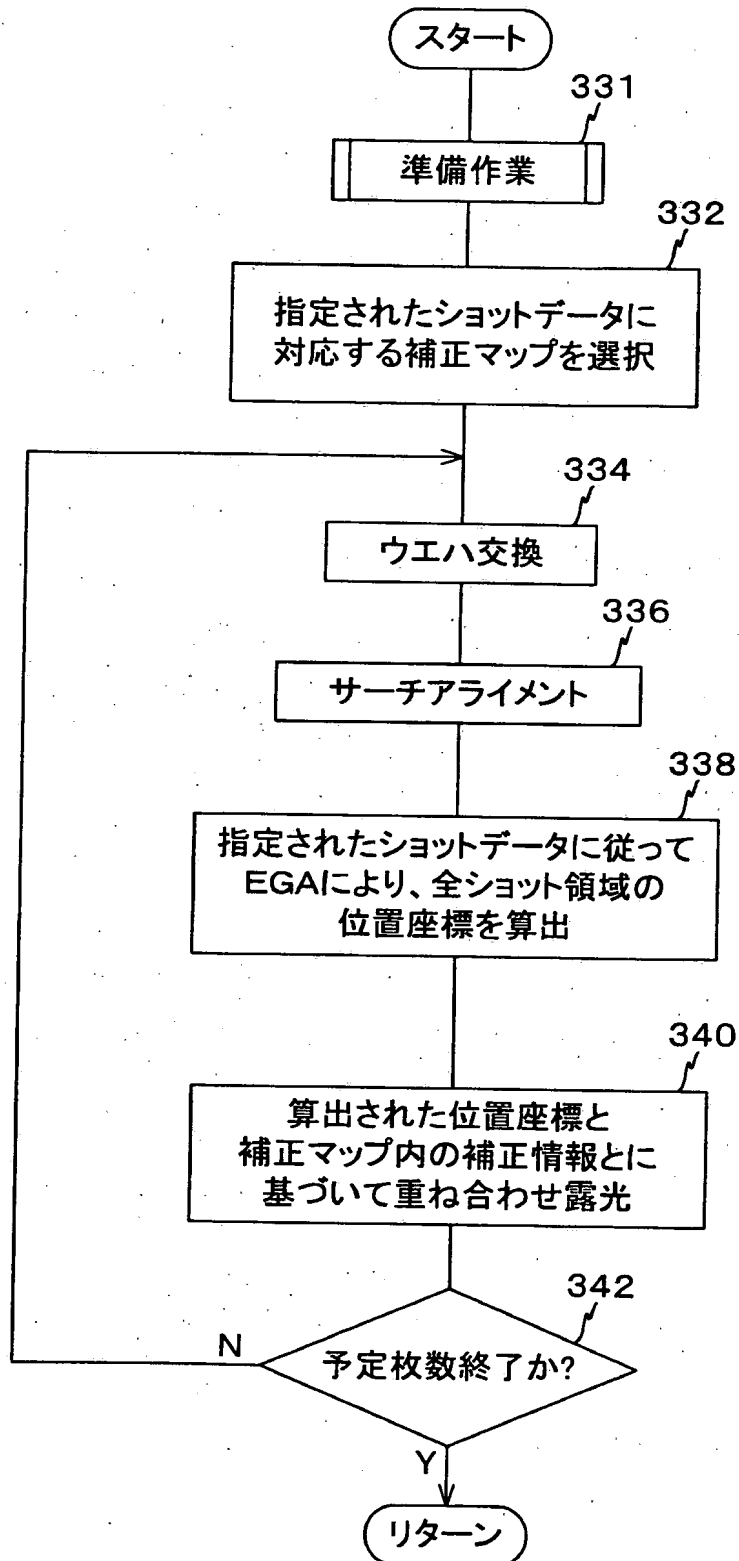 スタート
331
準備作業
332
指定されたショットデータに
対応する補正マップを選択
334
ウエハ交換
336
サーチアライメント
338
指定されたショットデータに従って
EGAにより、全ショット領域の
位置座標を算出
340
算出された位置座標と
補正マップ内の補正情報とに
基づいて重ね合わせ露光
342
予定枚数終了か?
N
Y
リターン